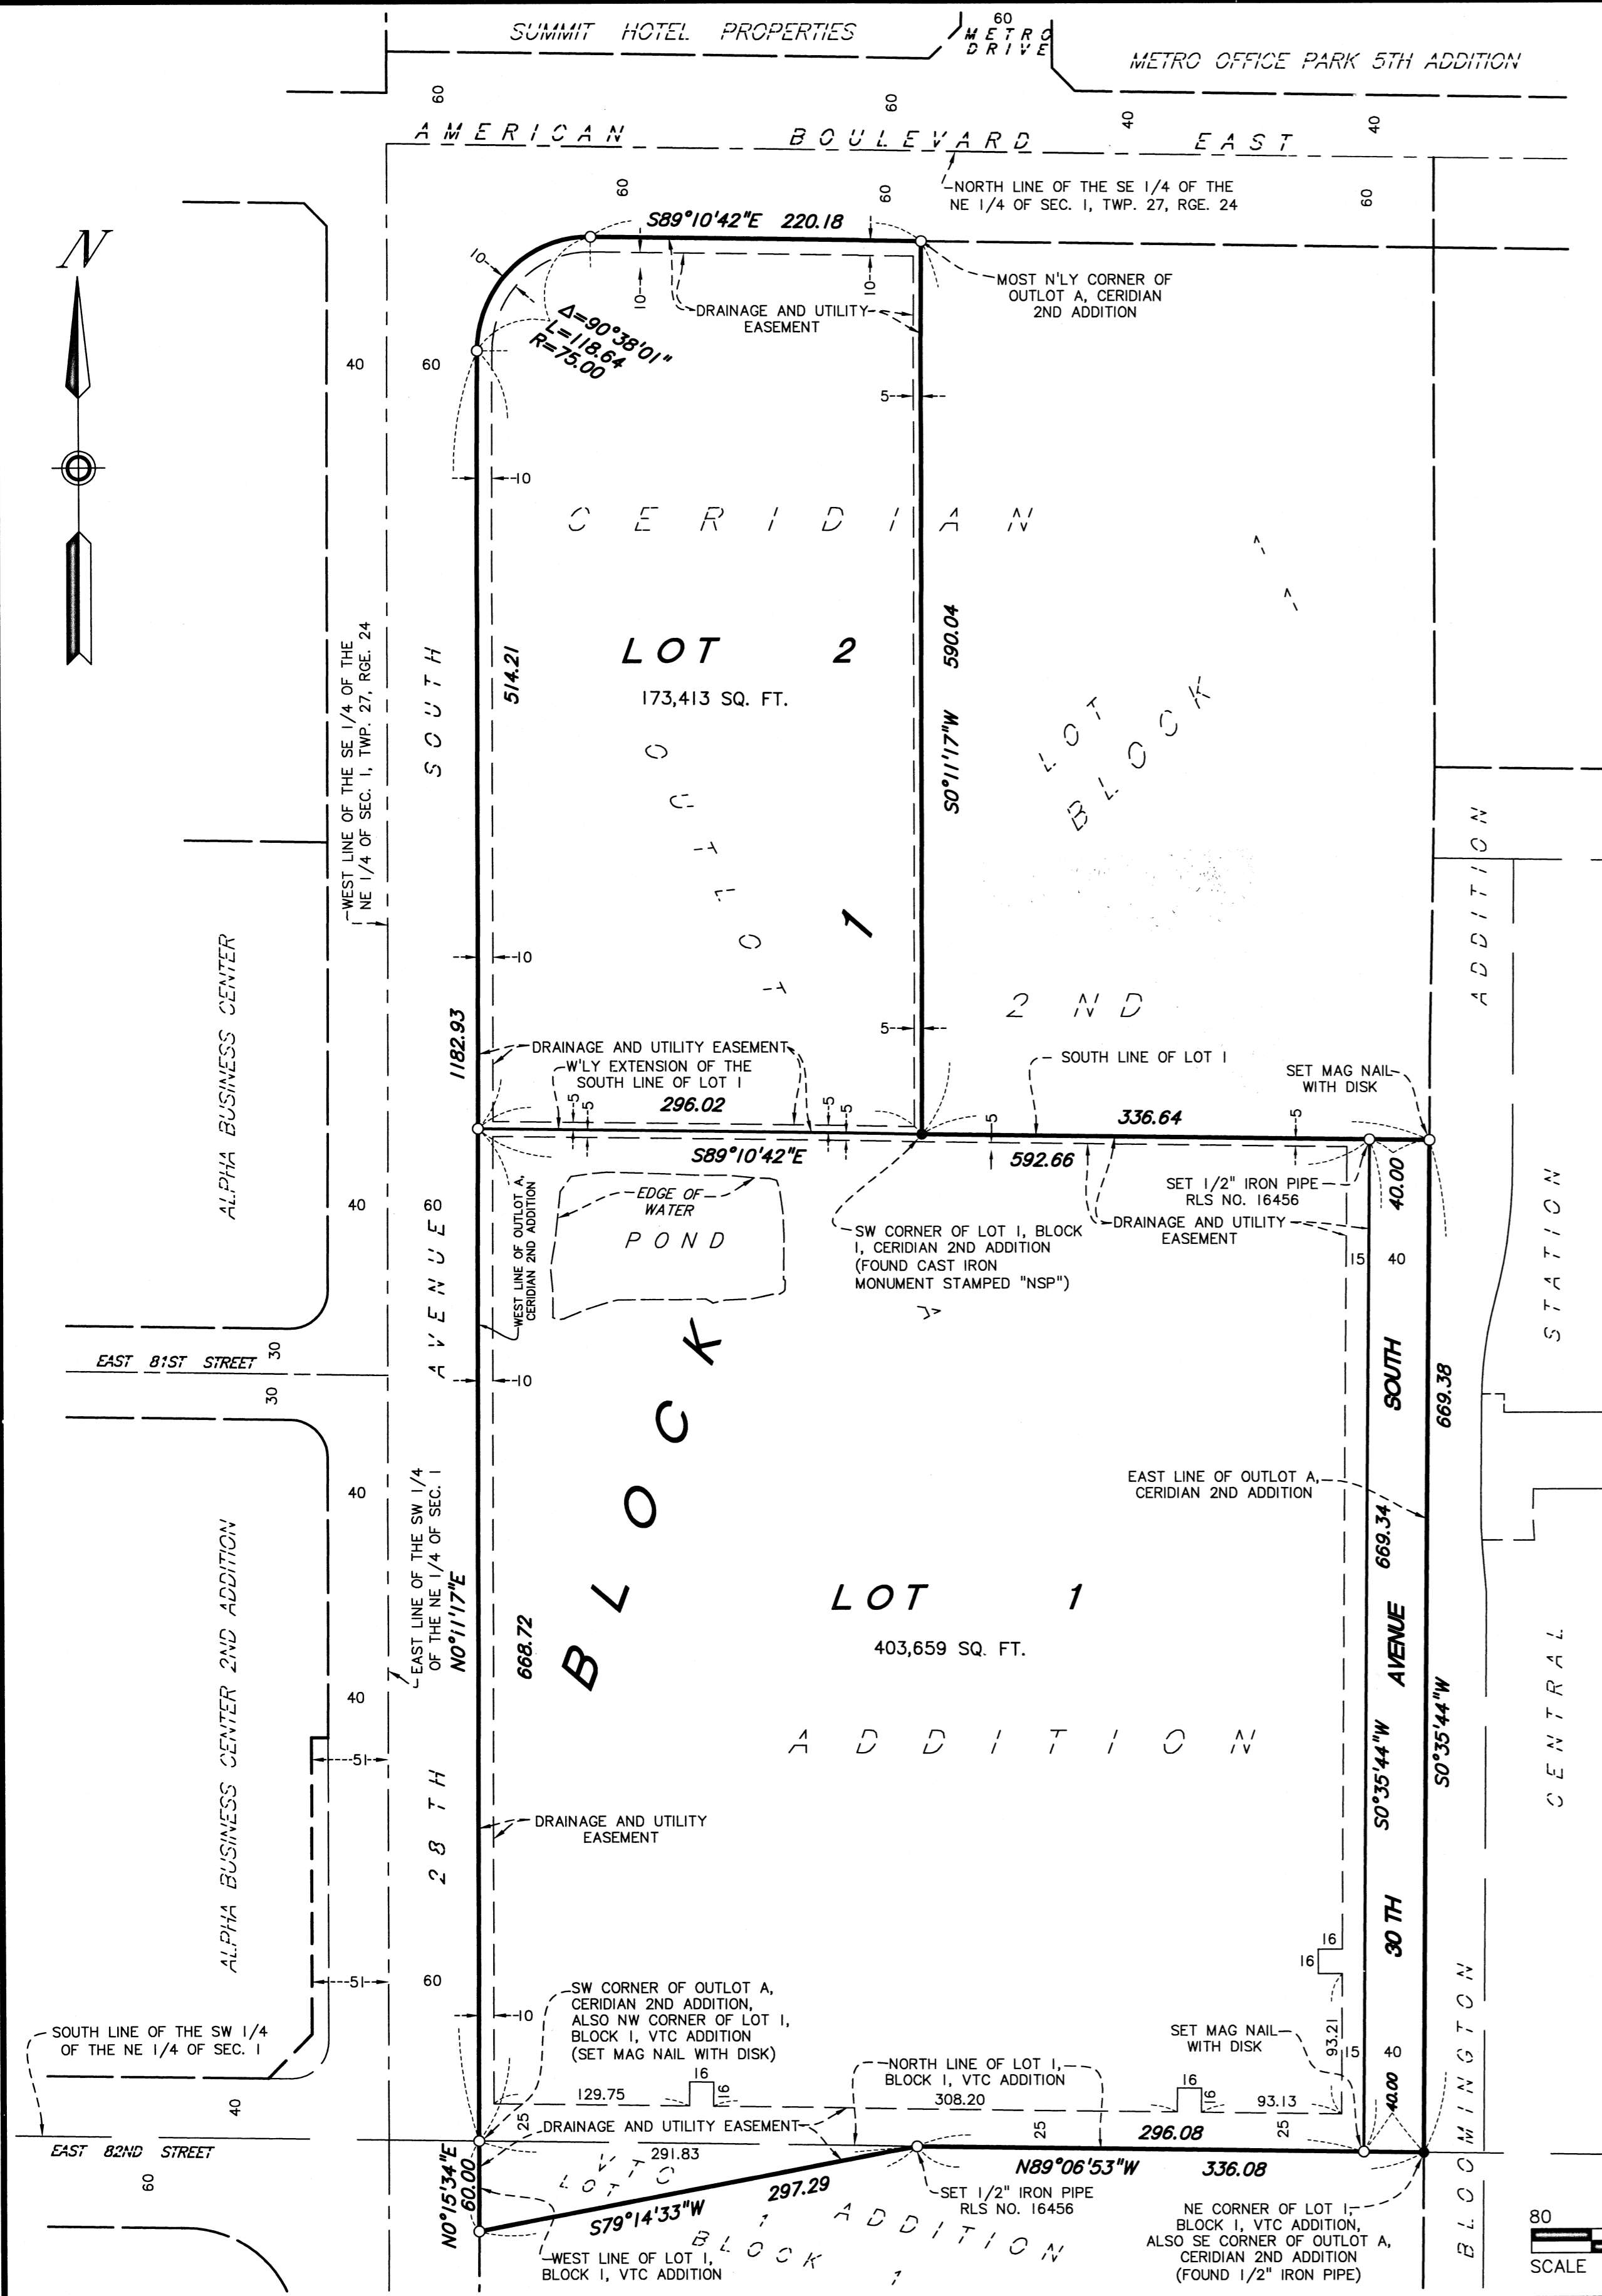 SUMMIT HOTEL PROPERTIES
60
METRO
DRIVE
METRO OFFICE PARK 5TH ADDITION
60
60
40
40
AMERICAN BOULEVARD EAST
NORTH LINE OF THE SE 1/4 OF THE
NE 1/4 OF SEC. 1, TWP. 27, RGE. 24
60
60
60
N
S89°10'42"E 220.18
10
10
10
DRAINAGE AND UTILITY
EASEMENT
MOST N'LY CORNER OF
OUTLOT A, CERIDIAN
2ND ADDITION
Δ=90°38'01"
L=118.64
R=75.00
40
60
5
10
CERIDIAN
LOT 2
173,413 SQ. FT.
514.21
590.04
S0°11'17"W
SOUTH
WEST LINE OF THE SE 1/4 OF THE
NE 1/4 OF SEC. 1, TWP. 27, RGE. 24
OUTLOT
LOT
BLOCK
1
ADDITION
ALPHA BUSINESS CENTER
10
2ND
5
1182.93
DRAINAGE AND UTILITY EASEMENT
W'LY EXTENSION OF THE
SOUTH LINE OF LOT 1
SOUTH LINE OF LOT 1
SET MAG NAIL
WITH DISK
296.02
5
5
5
5
5
336.64
5
S89°10'42"E
592.66
40.00
SET 1/2" IRON PIPE
RLS NO. 16456
WEST LINE OF OUTLOT A,
CERIDIAN 2ND ADDITION
EDGE OF
WATER
POND
40
60
SW CORNER OF LOT 1, BLOCK
1, CERIDIAN 2ND ADDITION
(FOUND CAST IRON
MONUMENT STAMPED "NSP")
DRAINAGE AND UTILITY
EASEMENT
15
40
STATION
AVENUE
EAST 81ST STREET
30
30
10
BLOCK
SOUTH
669.38
EAST LINE OF OUTLOT A,
CERIDIAN 2ND ADDITION
40
EAST LINE OF THE SW 1/4
OF THE NE 1/4 OF SEC. 1
N0°11'17"E
669.34
LOT 1
403,659 SQ. FT.
AVENUE
668.72
ALPHA BUSINESS CENTER 2ND ADDITION
40
S0°35'44"W
S0°35'44"W
CENTRAL
ADDITION
51
28TH
DRAINAGE AND UTILITY
EASEMENT
30TH
16
16
51
60
SW CORNER OF OUTLOT A,
CERIDIAN 2ND ADDITION,
ALSO NW CORNER OF LOT 1,
BLOCK 1, VTC ADDITION
(SET MAG NAIL WITH DISK)
10
SOUTH LINE OF THE SW 1/4
OF THE NE 1/4 OF SEC. 1
SET MAG NAIL
WITH DISK
93.21
15
40
BLOOMINGTON
NORTH LINE OF LOT 1,
BLOCK 1, VTC ADDITION
129.75
16
16
308.20
16
16
93.13
40.00
40
25
DRAINAGE AND UTILITY EASEMENT
25
25
296.08
EAST 82ND STREET
60
N0°15'34"E
60.00
291.83
VTC
LOT 1
297.29
S79°14'33"W
N89°06'53"W
336.08
SET 1/2" IRON PIPE
RLS NO. 16456
ADDITION
BLOCK 1
WEST LINE OF LOT 1,
BLOCK 1, VTC ADDITION
NE CORNER OF LOT 1,
BLOCK 1, VTC ADDITION,
ALSO SE CORNER OF OUTLOT A,
CERIDIAN 2ND ADDITION
(FOUND 1/2" IRON PIPE)
80
SCALE